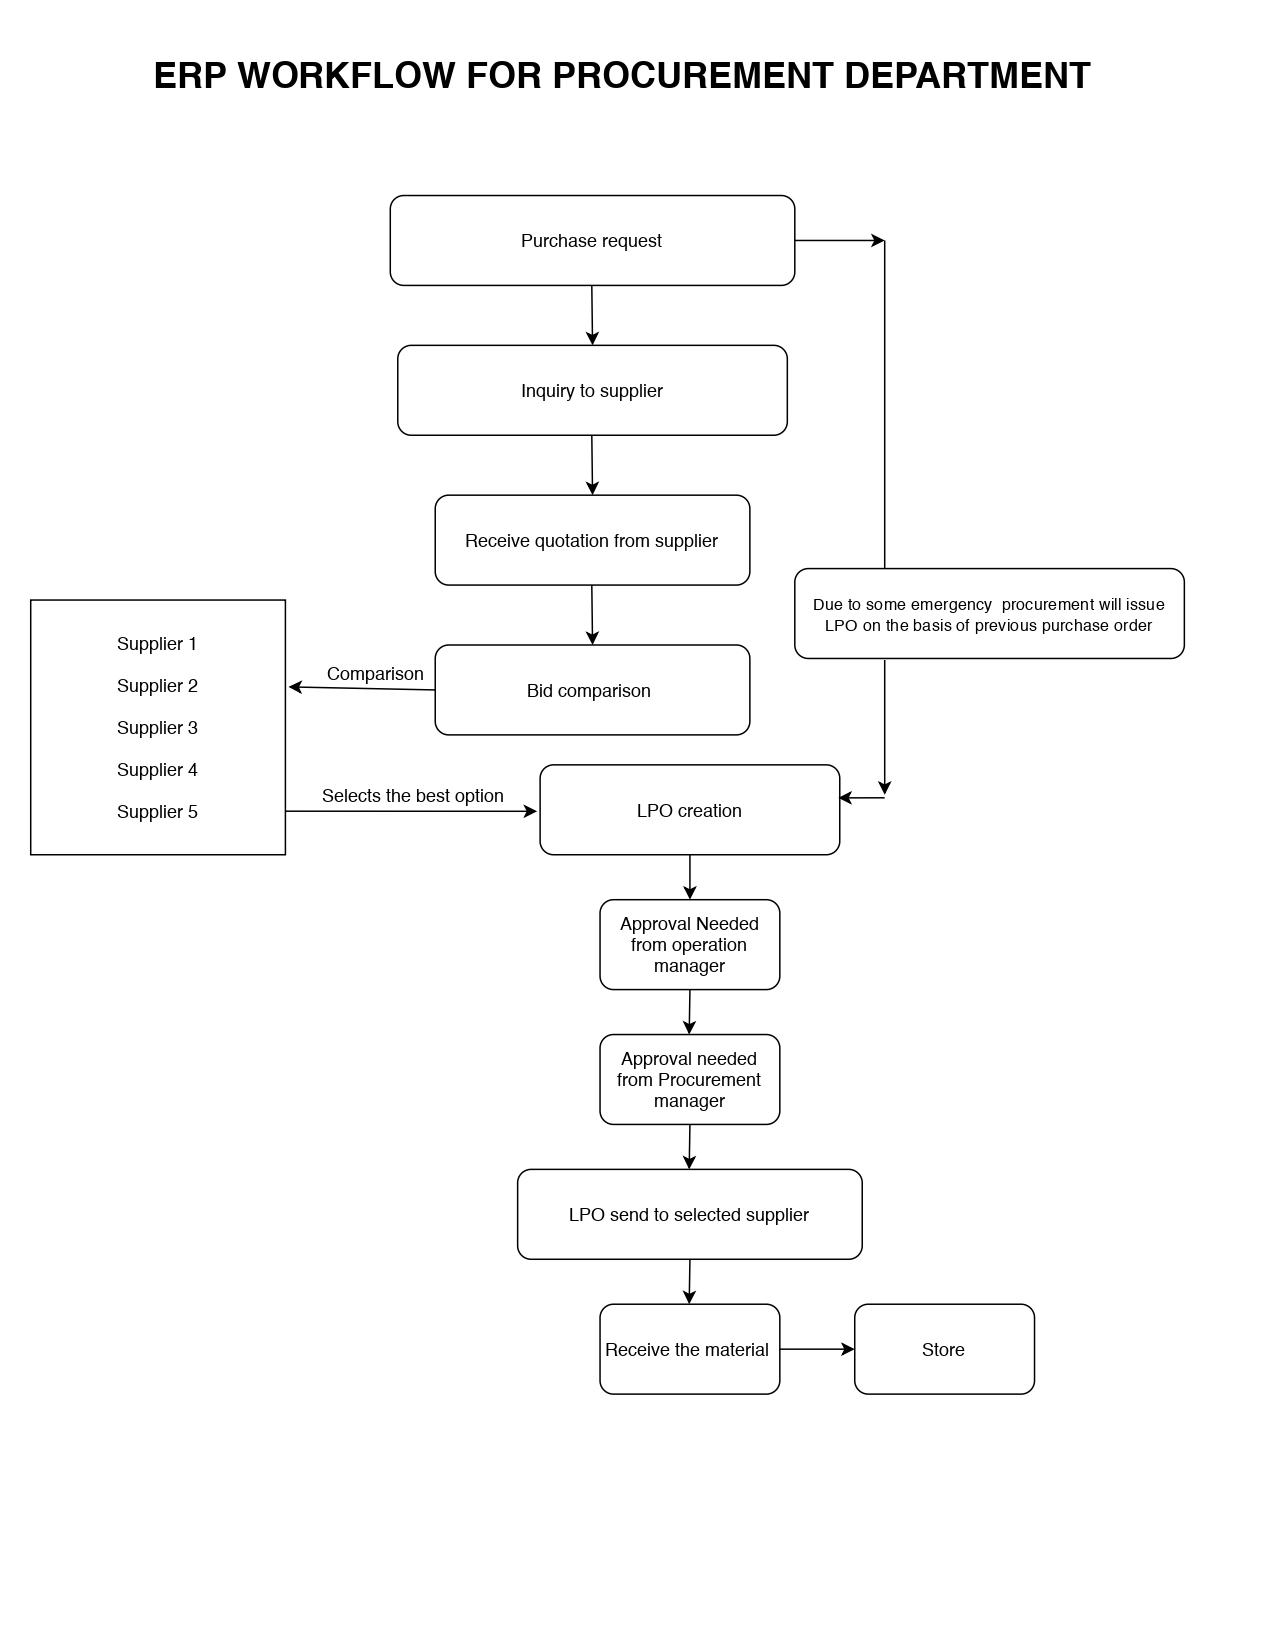 ERP WORKFLOW FOR PROCUREMENT DEPARTMENT
Purchase request
Inquiry to supplier
Receive quotation from supplier
Due to some emergency  procurement will issue
LPO on the basis of previous purchase order
Supplier 1
Supplier 2
Supplier 3
Supplier 4
Supplier 5
Comparison
Bid comparison
Selects the best option
LPO creation
Approval Needed
from operation
manager
Approval needed
from Procurement
manager
LPO send to selected supplier
Receive the material
Store